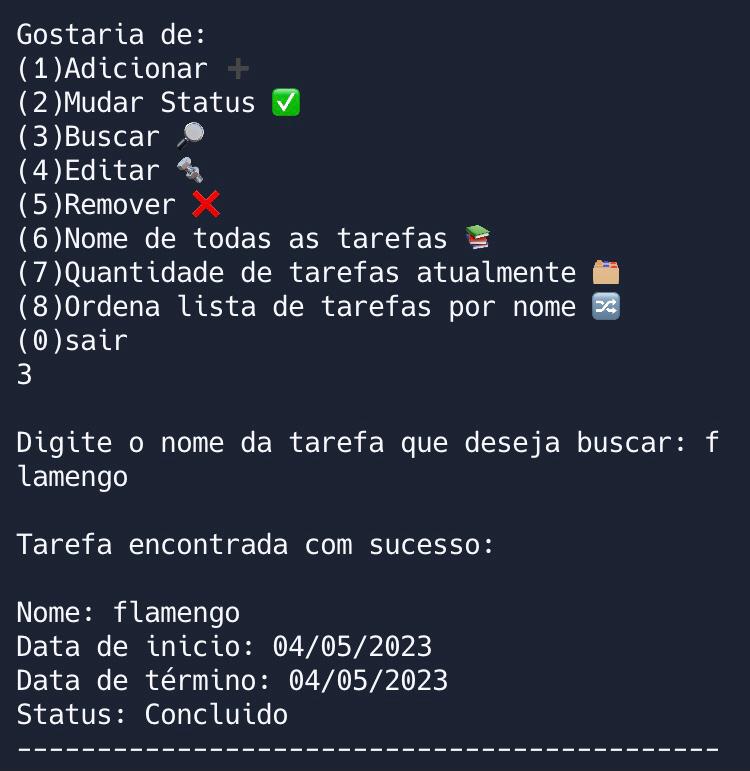 Gostaria de:
(1)Adicionar ➕
(2)Mudar Status ✅
(3)Buscar 🔎
(4)Editar 🔩
(5)Remover ❌
(6)Nome de todas as tarefas 📚
(7)Quantidade de tarefas atualmente 🗂️
(8)Ordena lista de tarefas por nome 🔀
(0)sair
3
Digite o nome da tarefa que deseja buscar: f
lamengo
Tarefa encontrada com sucesso:
Nome: flamengo
Data de inicio: 04/05/2023
Data de término: 04/05/2023
Status: Concluido
--------------------------------------------